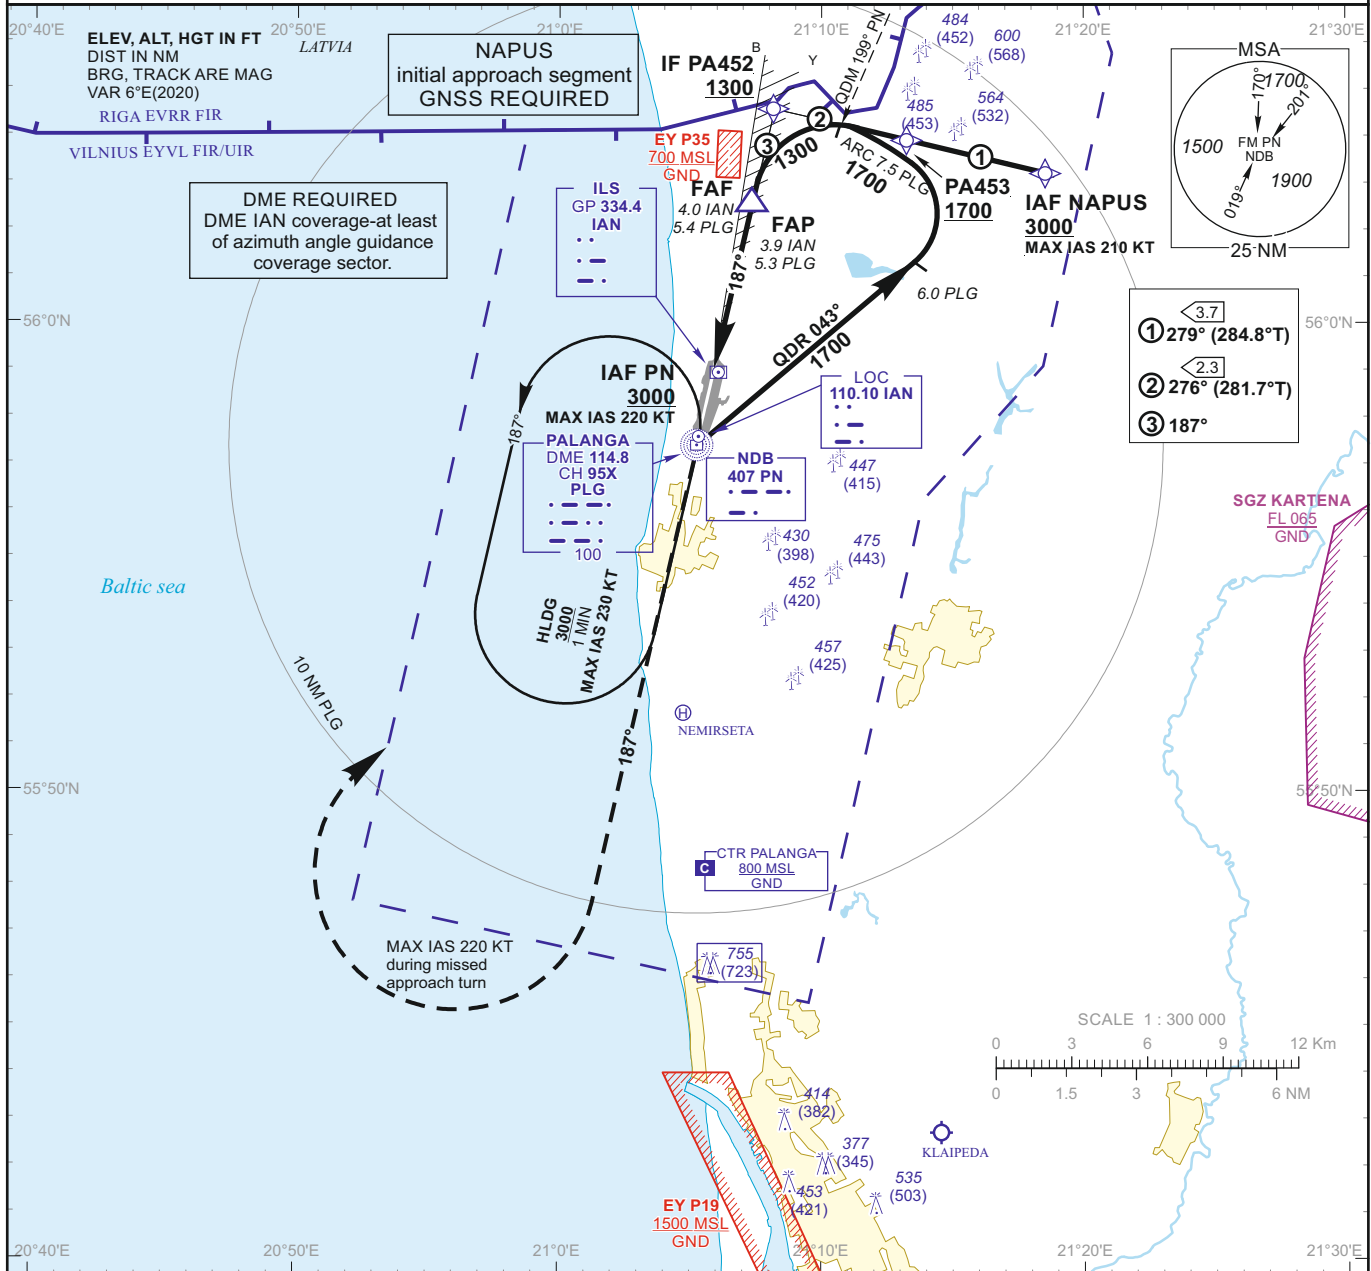 20°40'E
20°50'E
21°0'E
21°10'E
21°20'E
21°30'E
ELEV, ALT, HGT IN FT
DIST IN NM
BRG, TRACK ARE MAG
VAR 6°E(2020)
LATVIA
RIGA EVRR FIR
VILNIUS EYVL FIR/UIR
NAPUS
initial approach segment
GNSS REQUIRED
DME REQUIRED
DME IAN coverage-at least
of azimuth angle guidance
coverage sector.
IF PA452
1300
B
Y
QDM 199° PN
484
(452)
600
(568)
485
(453)
564
(532)
MSA
170°
1700
201°
1500
FM PN
NDB
1900
019°
25 NM
EY P35
700 MSL
GND
3
2
1
1300
ARC 7.5 PLG
1700
PA453
1700
IAF NAPUS
3000
MAX IAS 210 KT
ILS
GP 334.4
IAN
FAF
4.0 IAN
5.4 PLG
FAP
3.9 IAN
5.3 PLG
187°
6.0 PLG
QDR 043°
1700
3.7
1 279° (284.8°T)
2.3
2 276° (281.7°T)
3 187°
56°0'N
56°0'N
IAF PN
3000
MAX IAS 220 KT
187°
LOC
110.10 IAN
PALANGA
DME 114.8
CH 95X
PLG
100
NDB
407 PN
447
(415)
430
(398)
475
(443)
452
(420)
457
(425)
SGZ KARTENA
FL 065
GND
Baltic sea
HLDG
3000
1 MIN
MAX IAS 230 KT
10 NM PLG
187°
H
NEMIRSETA
55°50'N
55°50'N
C
CTR PALANGA
800 MSL
GND
MAX IAS 220 KT
during missed
approach turn
755
(723)
SCALE 1 : 300 000
0 3 6 9 12 Km
0 1.5 3 6 NM
414
(382)
377
(345)
453
(421)
535
(503)
KLAIPEDA
EY P19
1500 MSL
GND
20°40'E
20°50'E
21°0'E
21°10'E
21°20'E
21°30'E